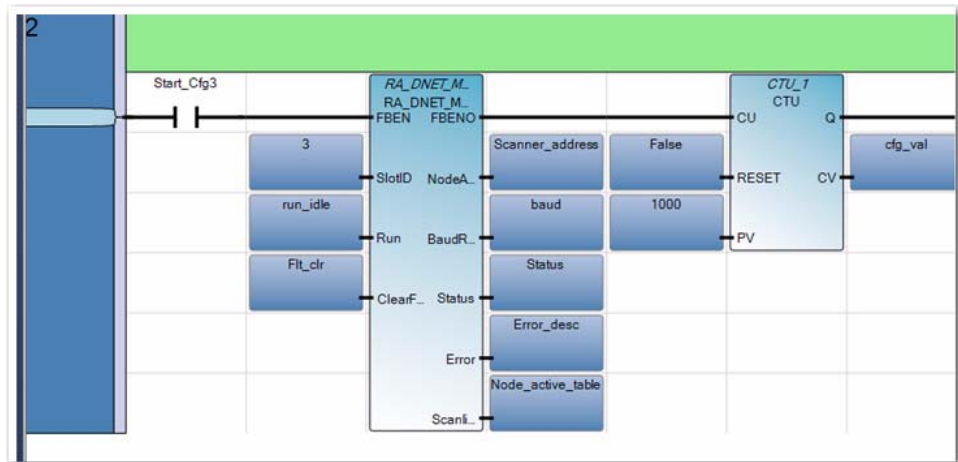 2
Start_Cfg3
RA_DNET_M...
RA_DNET_M...
FBEN FBENO
3
SlotID NodeA...
Scanner_address
run_idle
Run BaudR...
baud
Flt_clr
ClearF... Status
Status
Error
Error_desc
Scanli...
Node_active_table
CTU_1
CTU
CU Q
False
RESET CV
cfg_val
1000
PV